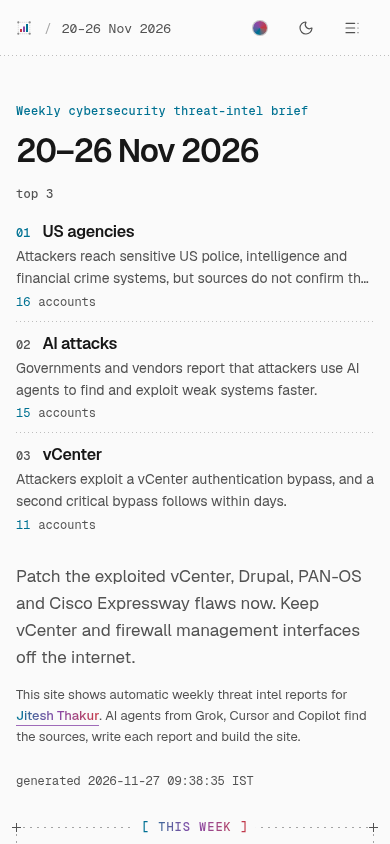 / 20–26 Nov 2026
Weekly cybersecurity threat-intel brief
20–26 Nov 2026
top 3
01 US agencies
Attackers reach sensitive US police, intelligence and
financial crime systems, but sources do not confirm th…
16 accounts
02 AI attacks
Governments and vendors report that attackers use AI
agents to find and exploit weak systems faster.
15 accounts
03 vCenter
Attackers exploit a vCenter authentication bypass, and a
second critical bypass follows within days.
11 accounts
Patch the exploited vCenter, Drupal, PAN-OS
and Cisco Expressway flaws now. Keep
vCenter and firewall management interfaces
off the internet.
This site shows automatic weekly threat intel reports for
Jitesh Thakur. AI agents from Grok, Cursor and Copilot find
the sources, write each report and build the site.
generated 2026-11-27 09:38:35 IST
[ THIS WEEK ]